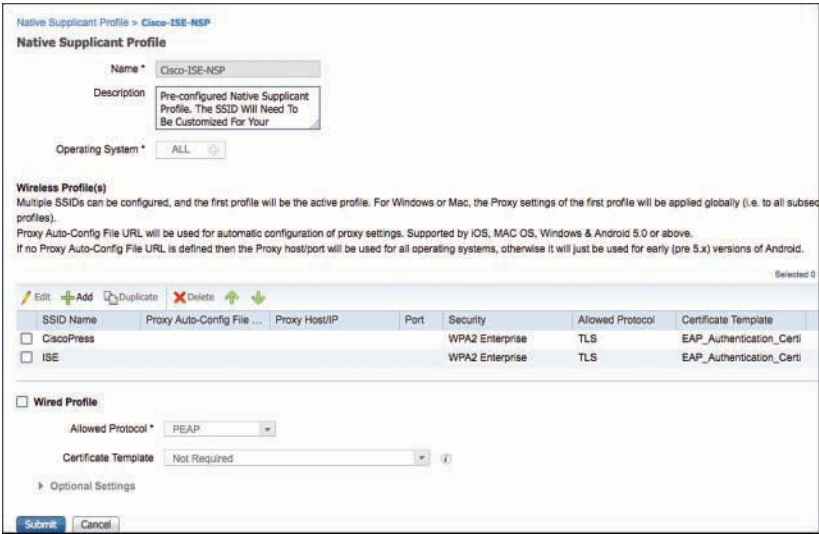 Native Supplicant Profile > Cisco-ISE-NSP
Native Supplicant Profile
Name * Cisco-ISE-NSP
Description Pre-configured Native Supplicant
Profile. The SSID Will Need To
Be Customized For Your
Operating System * ALL
Wireless Profile(s)
Multiple SSIDs can be configured, and the first profile will be the active profile. For Windows or Mac, the Proxy settings of the first profile will be applied globally (i.e. to all subsec
profiles).
Proxy Auto-Config File URL will be used for automatic configuration of proxy settings. Supported by iOS, MAC OS, Windows & Android 5.0 or above.
If no Proxy Auto-Config File URL is defined then the Proxy host/port will be used for all operating systems, otherwise it will just be used for early (pre 5.x) versions of Android.
Selected 0
Edit Add Duplicate Delete
SSID Name Proxy Auto-Config File ... Proxy Host/IP Port Security Allowed Protocol Certificate Template
CiscoPress WPA2 Enterprise TLS EAP_Authentication_Certi
ISE WPA2 Enterprise TLS EAP_Authentication_Certi
Wired Profile
Allowed Protocol * PEAP
Certificate Template Not Required
Optional Settings
Submit Cancel